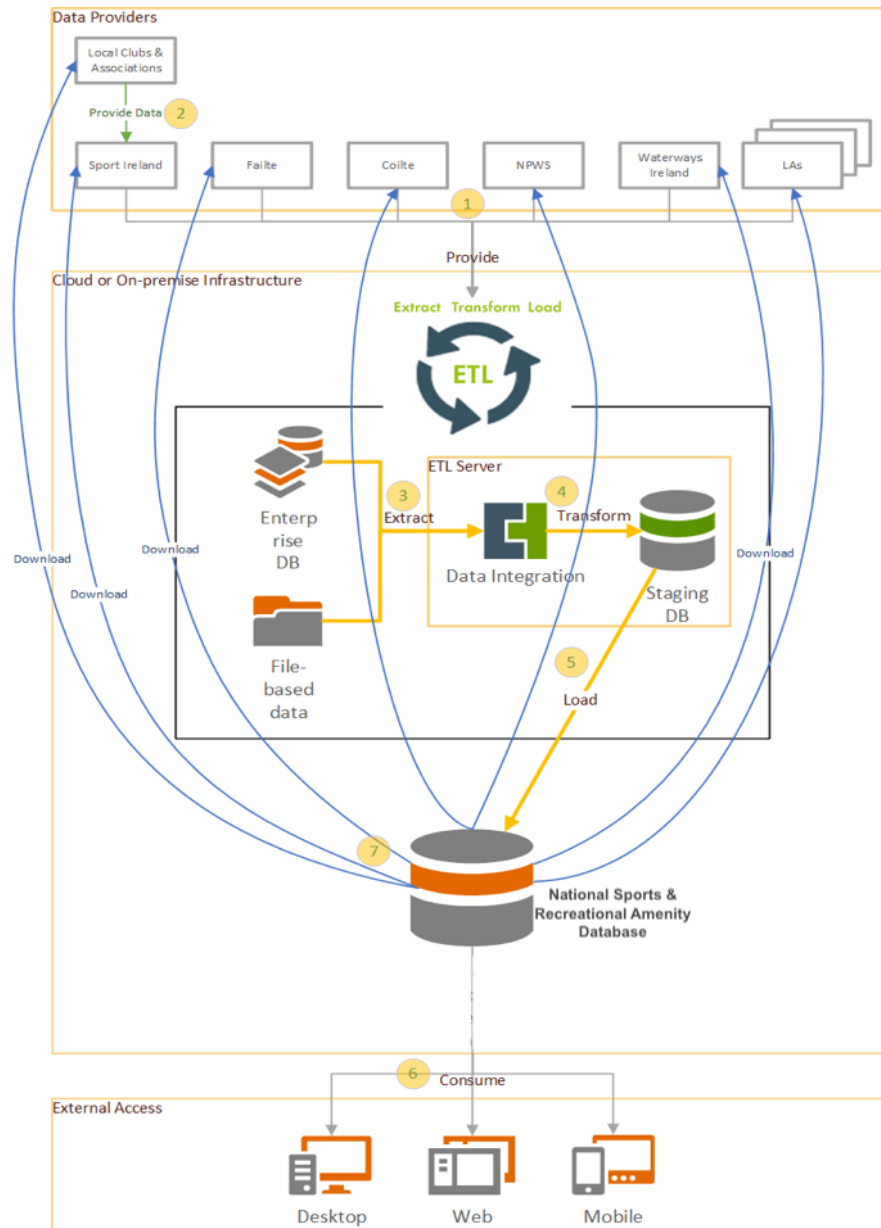 Data Providers
Local Clubs &
Associations
Provide Data
2
Sport Ireland
Failte
Coilte
NPWS
Waterways
Ireland
LAs
1
Provide
Cloud or On-premise Infrastructure
Extract Transform Load
ETL
ETL Server
3
Extract
4
Transform
Enterp
rise
DB
Data Integration
Staging
DB
Download
Download
Download
Download
File-
based
data
5
Load
7
National Sports &
Recreational Amenity
Database
6
Consume
External Access
Desktop
Web
Mobile